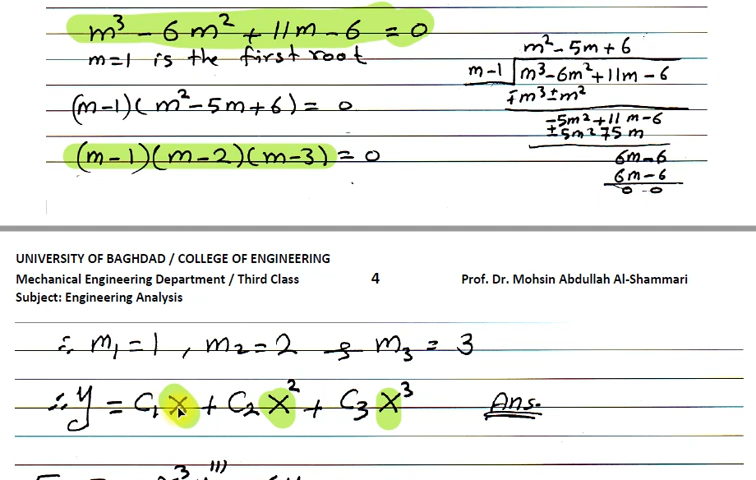 m³ - 6m² + 11m - 6 = 0
m=1 is the first root
(m-1)(m²-5m+6) = 0
(m-1)(m-2)(m-3) = 0
m²-5m+6
m-1 m³-6m²+11m-6
∓m³±m²
-5m²+11m-6
±5m²∓5m
6m-6
6m-6
0 0
UNIVERSITY OF BAGHDAD / COLLEGE OF ENGINEERING
Mechanical Engineering Department / Third Class 4 Prof. Dr. Mohsin Abdullah Al-Shammari
Subject: Engineering Analysis
∴ m₁=1, m₂=2 & m₃=3
∴ y = C₁x + C₂x² + C₃x³ Ans.